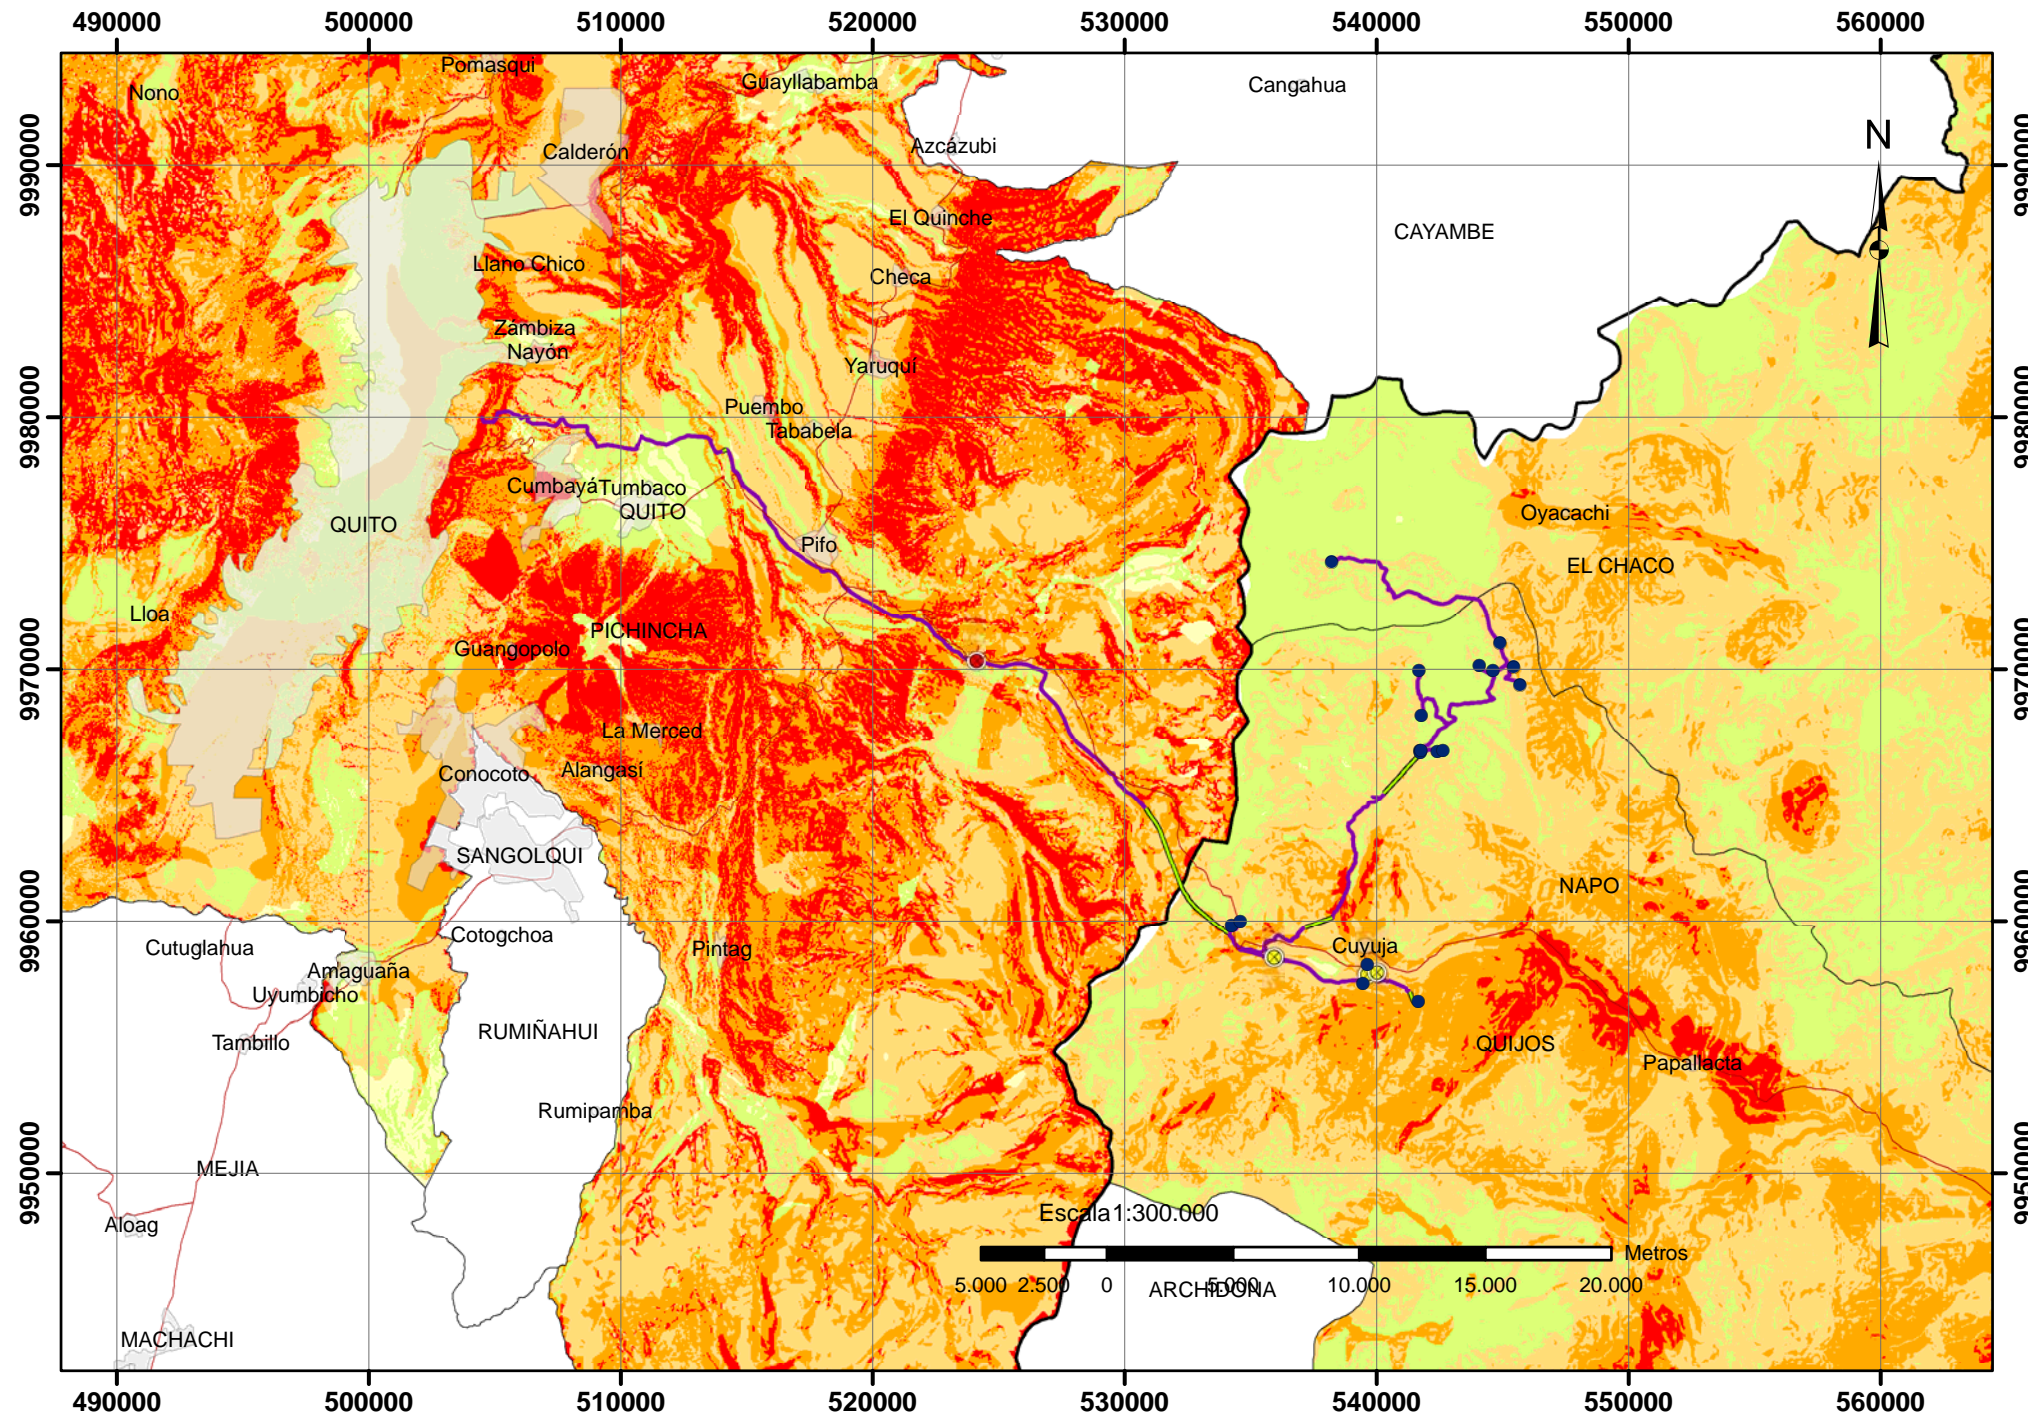 490000 500000 510000 520000 530000 540000 550000 560000
Pomasqui
Nono
Guayllabamba
Cangahua
N
Calderón
Azcázubi
9990000
9990000
El Quinche
CAYAMBE
Llano Chico
Checa
Zámbiza
Nayón
Yaruquí
Puembo
Tababela
9980000
9980000
Cumbayá
Tumbaco
QUITO
QUITO
Oyacachi
Pifo
EL CHACO
Lloa
PICHINCHA
Guangopolo
9970000
9970000
La Merced
Alangasí
Conocoto
SANGOLQUI
NAPO
9960000
9960000
Cutuglahua
Cotogchoa
Pintag
Cuyuja
Amaguaña
Uyumbicho
RUMIÑAHUI
Tambillo
QUIJOS
Papallacta
Rumipamba
MEJIA
9950000
9950000
Aloag
Escala1:300.000
Metros
5.000 2.500 0 5.000 10.000 15.000 20.000
ARCHIDONA
MACHACHI
490000 500000 510000 520000 530000 540000 550000 560000